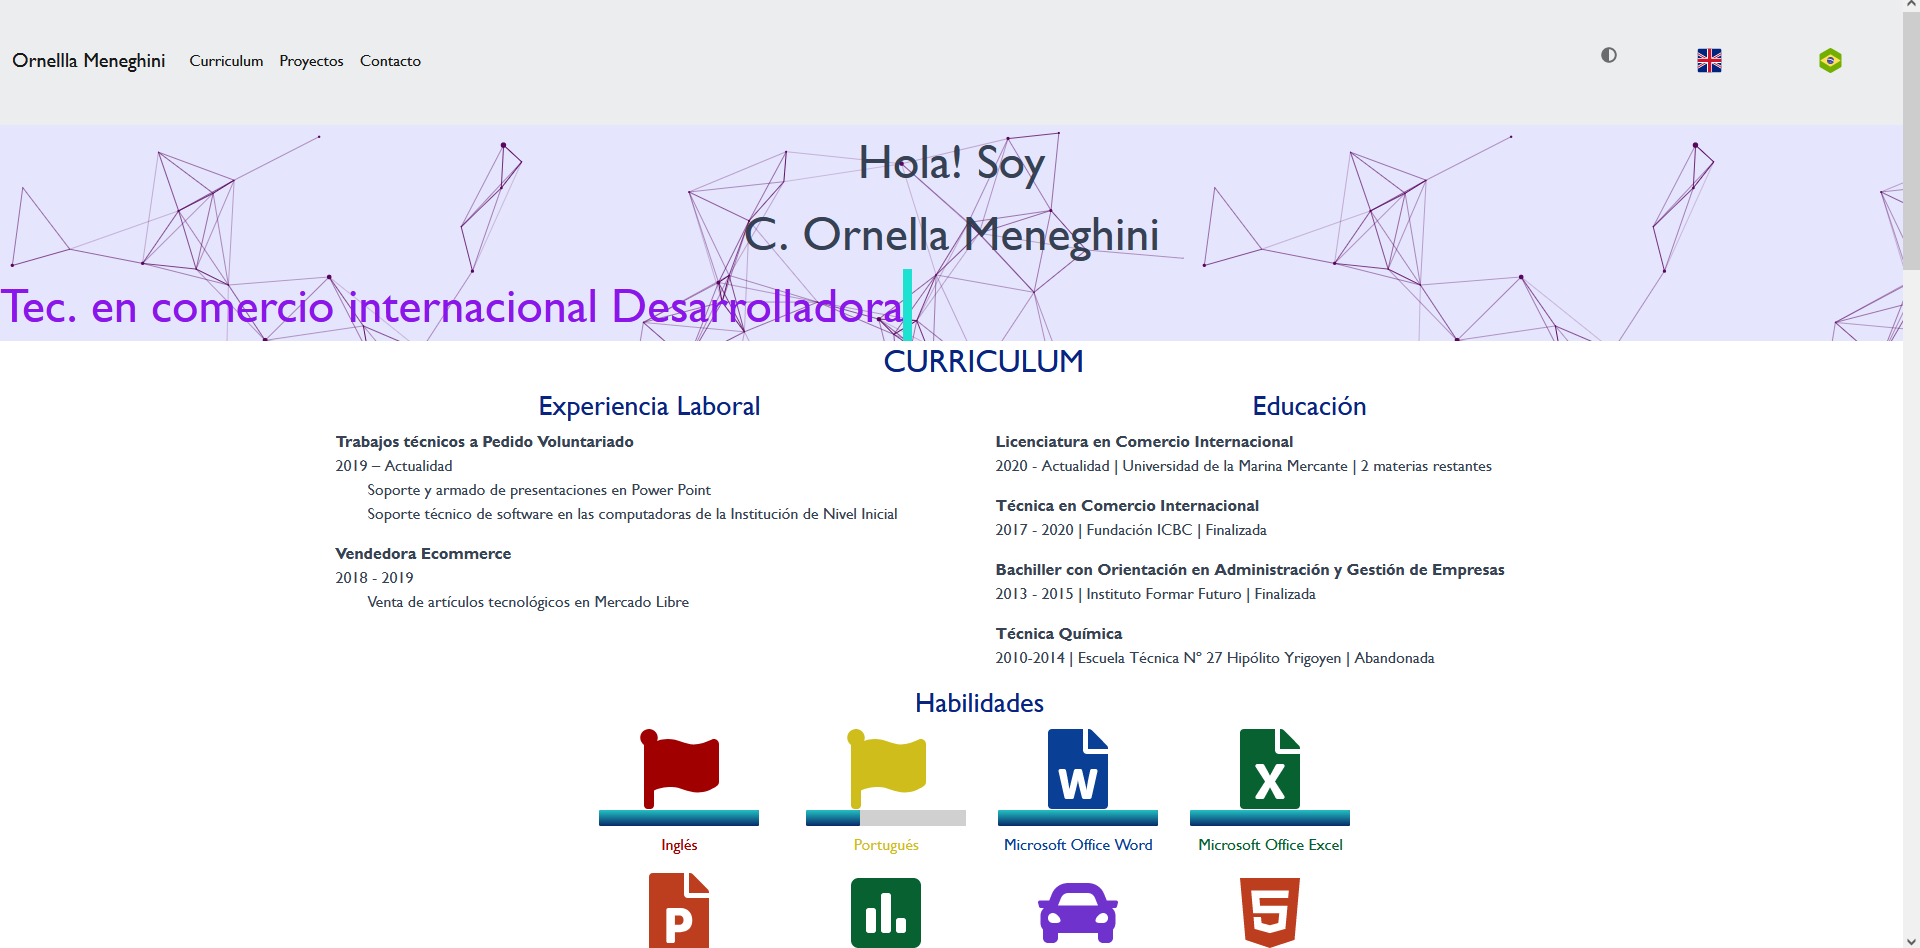 Ornellla Meneghini Curriculum Proyectos Contacto
Hola! Soy
C. Ornella Meneghini
Tec. en comercio internacional Desarrolladora
CURRICULUM
Experiencia Laboral
Trabajos técnicos a Pedido Voluntariado
2019 – Actualidad
Soporte y armado de presentaciones en Power Point
Soporte técnico de software en las computadoras de la Institución de Nivel Inicial
Vendedora Ecommerce
2018 - 2019
Venta de artículos tecnológicos en Mercado Libre
Educación
Licenciatura en Comercio Internacional
2020 - Actualidad | Universidad de la Marina Mercante | 2 materias restantes
Técnica en Comercio Internacional
2017 - 2020 | Fundación ICBC | Finalizada
Bachiller con Orientación en Administración y Gestión de Empresas
2013 - 2015 | Instituto Formar Futuro | Finalizada
Técnica Química
2010-2014 | Escuela Técnica Nº 27 Hipólito Yrigoyen | Abandonada
Habilidades
W
X
Inglés
Portugués
Microsoft Office Word
Microsoft Office Excel
P
5